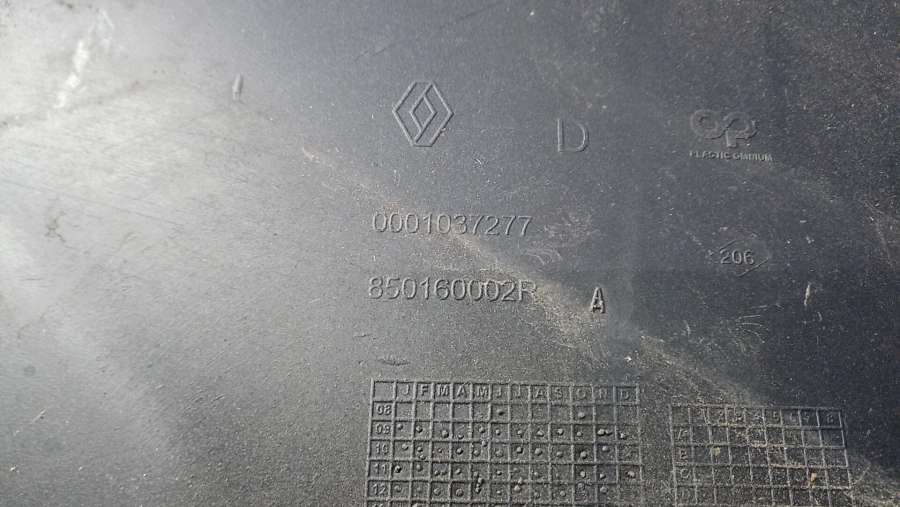 D
PLASTIC OMNIUM
0001037277
206
850160002R A
J F M A M J J A S O N D
08
09
10
11
12